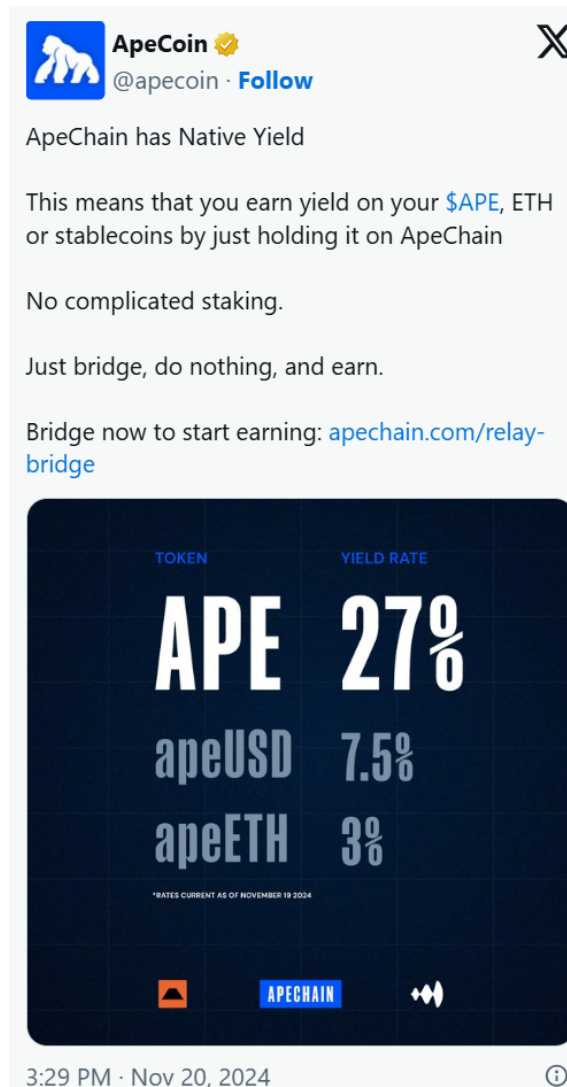 ApeCoin
@apecoin · Follow
ApeChain has Native Yield
This means that you earn yield on your $APE, ETH
or stablecoins by just holding it on ApeChain
No complicated staking.
Just bridge, do nothing, and earn.
Bridge now to start earning: apechain.com/relay-
bridge
TOKEN YIELD RATE
APE 27%
apeUSD 7.5%
apeETH 3%
*RATES CURRENT AS OF NOVEMBER 19 2024
APECHAIN
3:29 PM · Nov 20, 2024